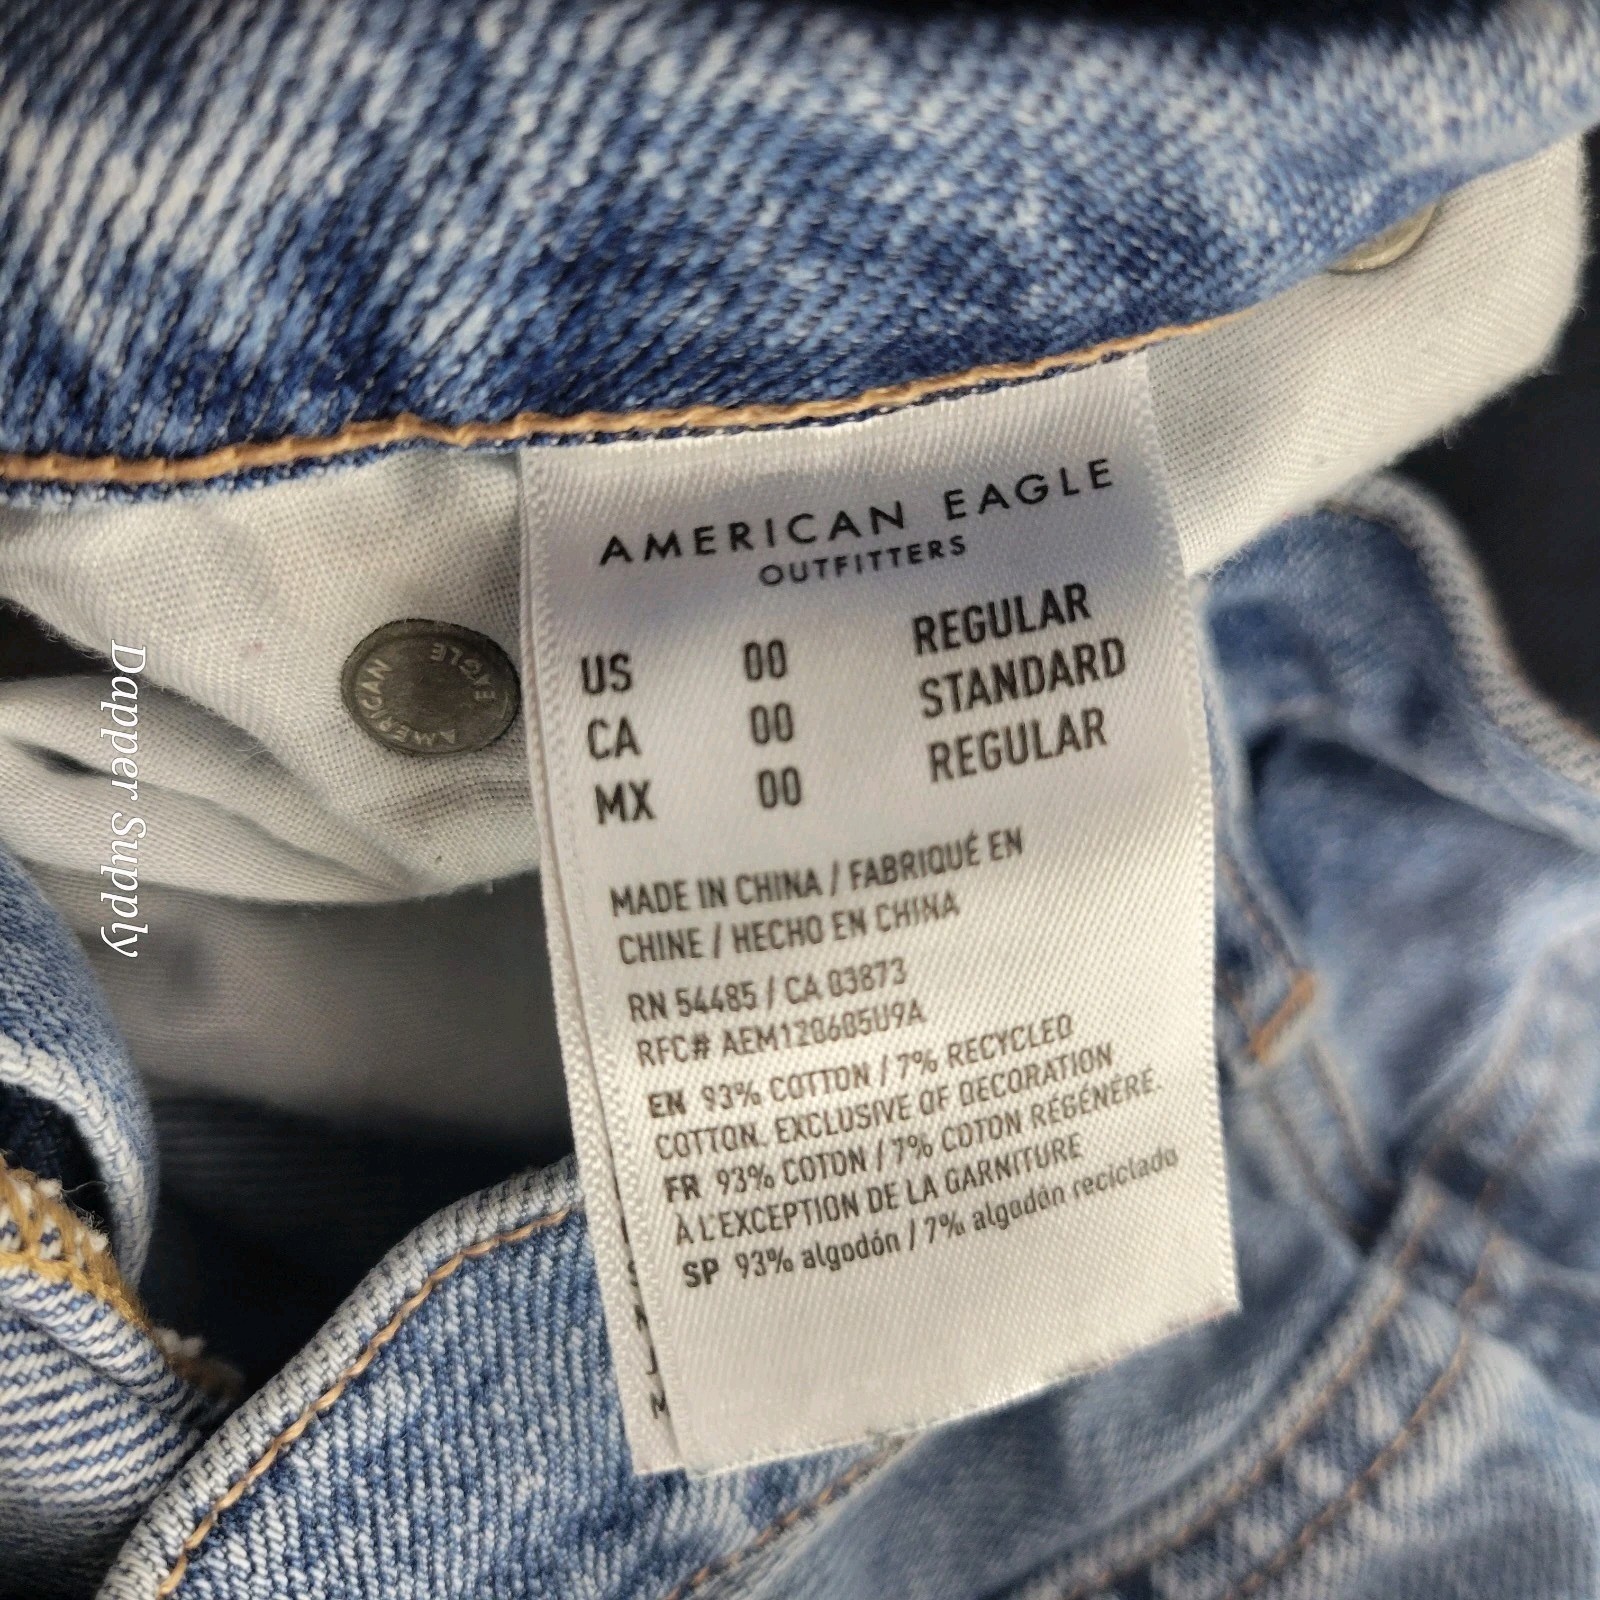 AMERICAN EAGLE
OUTFITTERS
US 00 REGULAR
CA 00 STANDARD
MX 00 REGULAR
MADE IN CHINA / FABRIQUÉ EN
CHINE / HECHO EN CHINA
RN 54485 / CA 03873
RFC# AEM120605U9A
EN 93% COTTON / 7% RECYCLED
COTTON. EXCLUSIVE OF DECORATION
FR 93% COTON / 7% COTON RÉGÉNÉRÉ.
À L'EXCEPTION DE LA GARNITURE
SP 93% algodón / 7% algodón reciclado
AMERICAN EAGLE
Dapper Supply